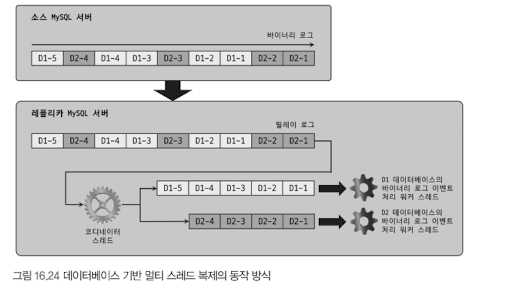 소스 MySQL 서버
바이너리 로그
D1-5 D2-4 D1-4 D1-3 D2-3 D1-2 D1-1 D2-2 D2-1
레플리카 MySQL 서버
릴레이 로그
D1-5 D2-4 D1-4 D1-3 D2-3 D1-2 D1-1 D2-2 D2-1
코디네이터
스레드
D1-5 D1-4 D1-3 D1-2 D1-1
D1 데이터베이스의
바이너리 로그 이벤트
처리 워커 스레드
D2-4 D2-3 D2-2 D2-1
D2 데이터베이스의
바이너리 로그 이벤트
처리 워커 스레드
그림 16.24 데이터베이스 기반 멀티 스레드 복제의 동작 방식